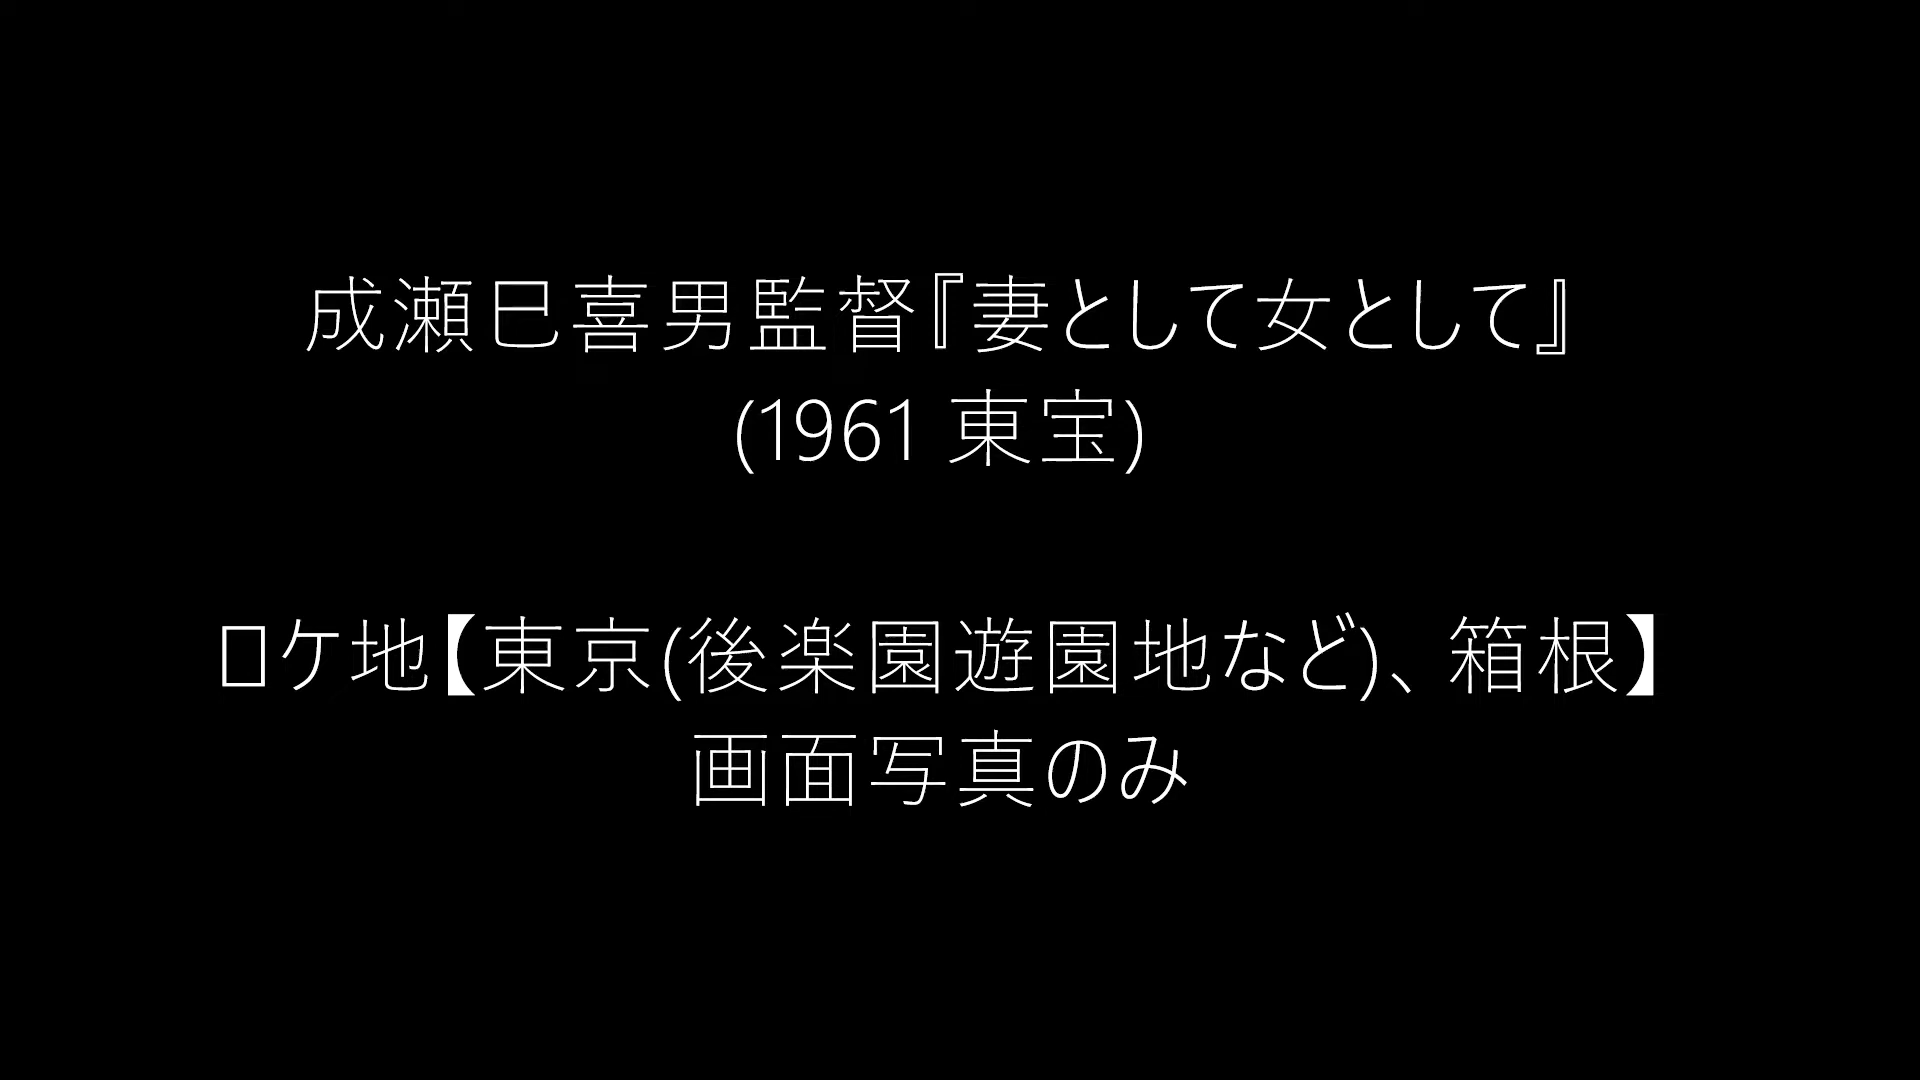 成瀬巳喜男監督『妻として女として』
(1961 東宝)
ロケ地【東京(後楽園遊園地など)、箱根】
画面写真のみ